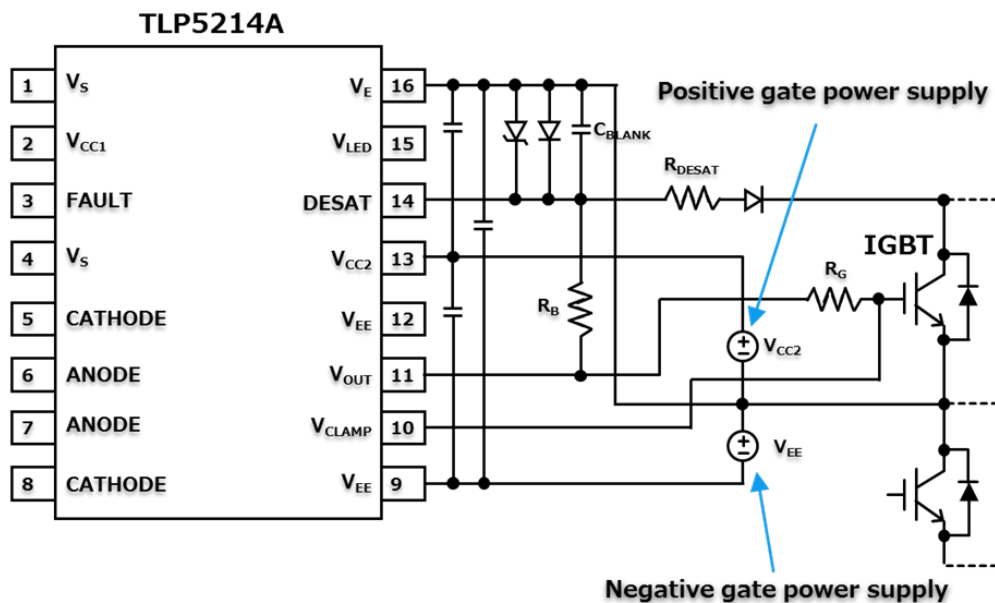 TLP5214A
1 VS VE 16
2 VCC1 VLED 15
3 FAULT DESAT 14
4 VS VCC2 13
5 CATHODE VEE 12
6 ANODE VOUT 11
7 ANODE VCLAMP 10
8 CATHODE VEE 9
Positive gate power supply
CBLANK
RDESAT
IGBT
RG
RB
VCC2
VEE
Negative gate power supply